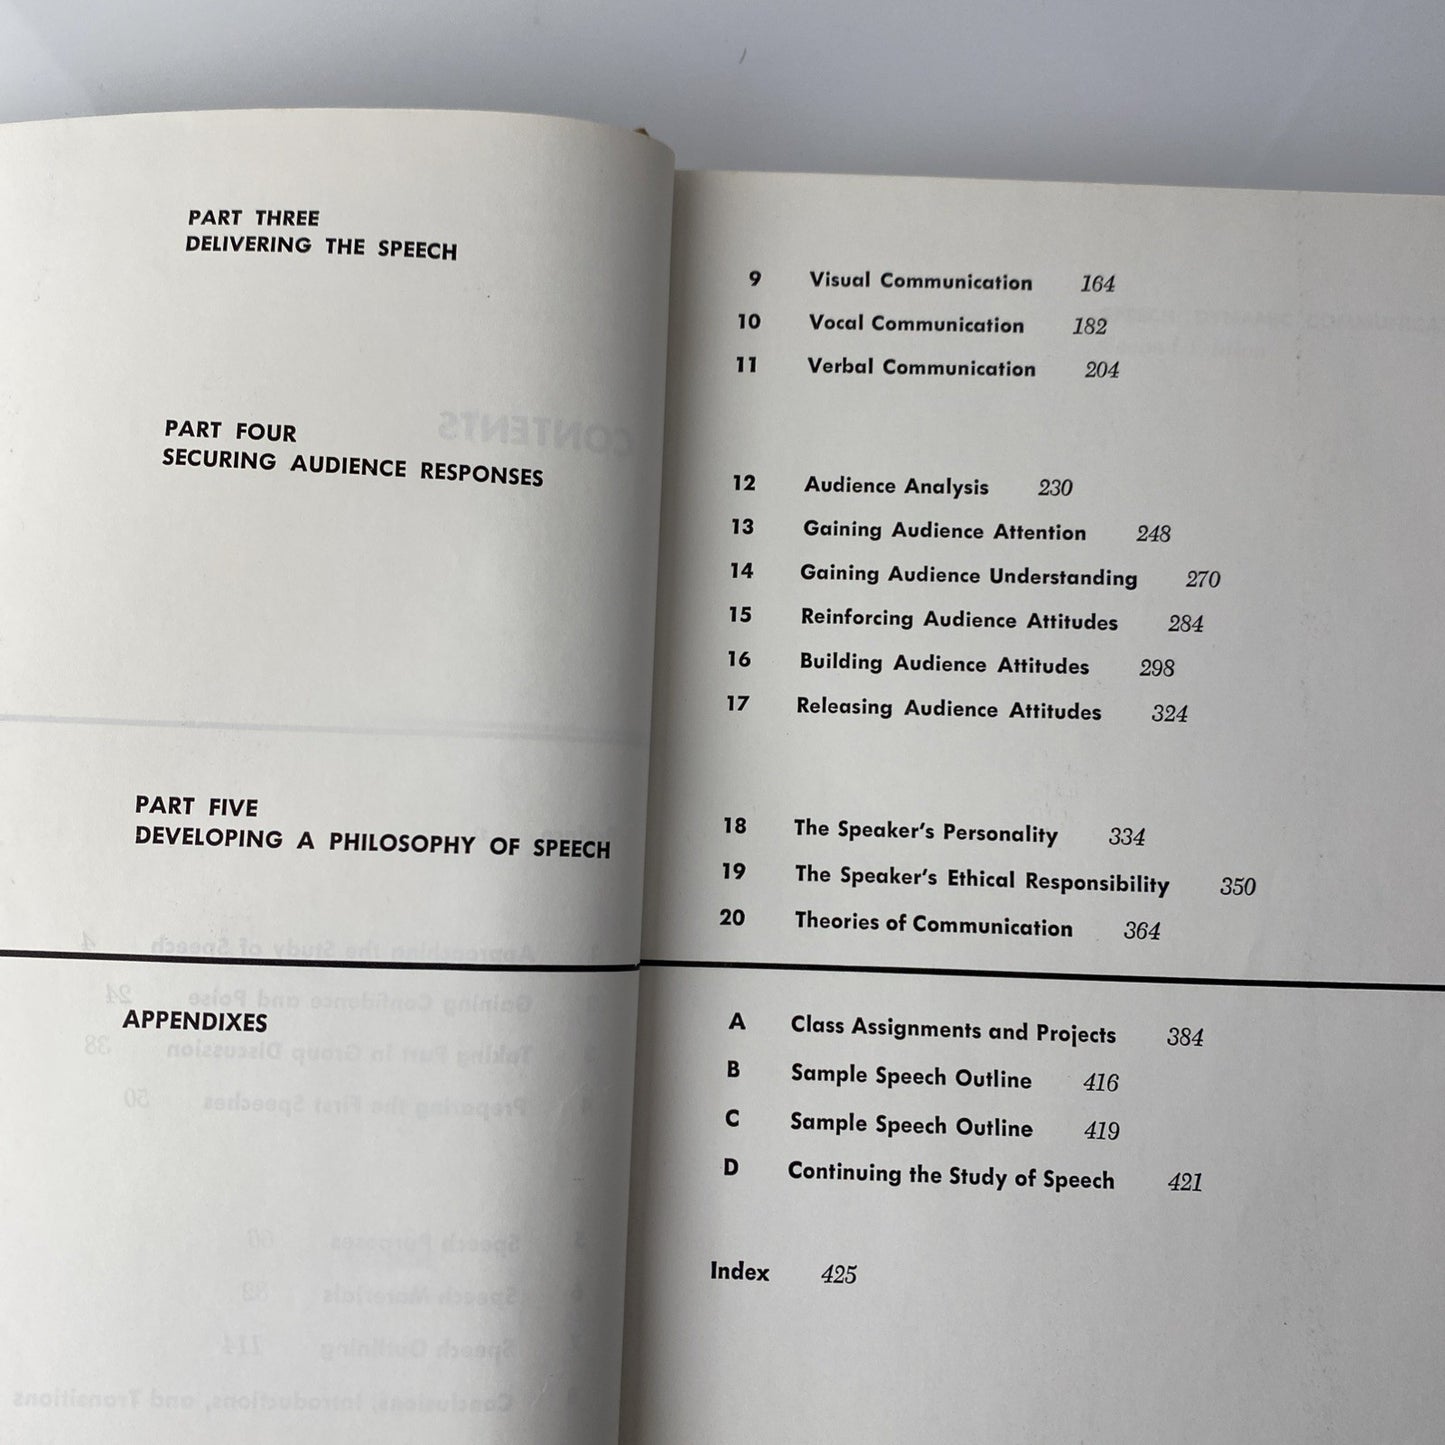 PART THREE
DELIVERING THE SPEECH
9 Visual Communication 164
10 Vocal Communication 182
11 Verbal Communication 204
PART FOUR
SECURING AUDIENCE RESPONSES
12 Audience Analysis 230
13 Gaining Audience Attention 248
14 Gaining Audience Understanding 270
15 Reinforcing Audience Attitudes 284
16 Building Audience Attitudes 298
17 Releasing Audience Attitudes 324
PART FIVE
DEVELOPING A PHILOSOPHY OF SPEECH
18 The Speaker's Personality 334
19 The Speaker's Ethical Responsibility 350
20 Theories of Communication 364
APPENDIXES
A Class Assignments and Projects 384
B Sample Speech Outline 416
C Sample Speech Outline 419
D Continuing the Study of Speech 421
Index 425